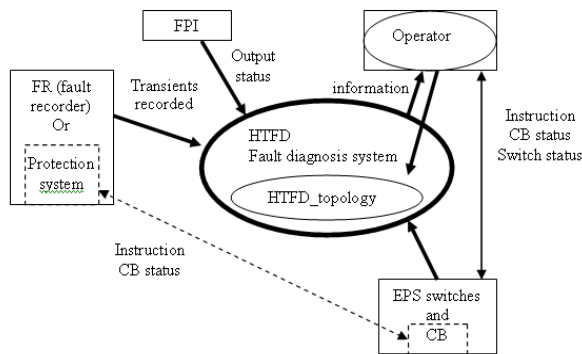 FPI
Operator
Output
status
FR (fault
recorder)
Or
Protection
system
Transients
recorded
information
HTFD
Fault diagnosis system
HTFD_topology
Instruction
CB status
Switch status
Instruction
CB status
EPS switches
and
CB